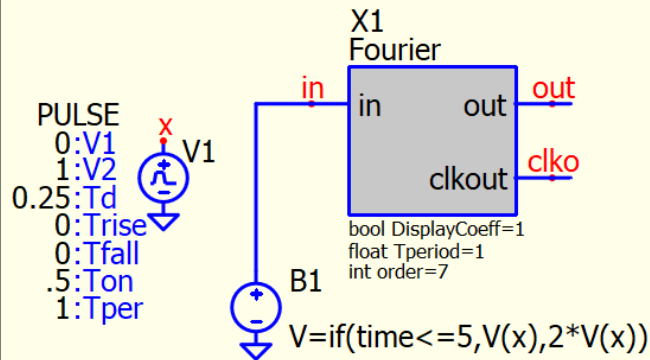 X1
Fourier
in
in
out
out
clkout
clko
bool DisplayCoeff=1
float Tperiod=1
int order=7
PULSE
0:V1
1:V2
0.25:Td
0:Trise
0:Tfall
.5:Ton
1:Tper
x
V1
B1
V=if(time<=5,V(x),2*V(x))